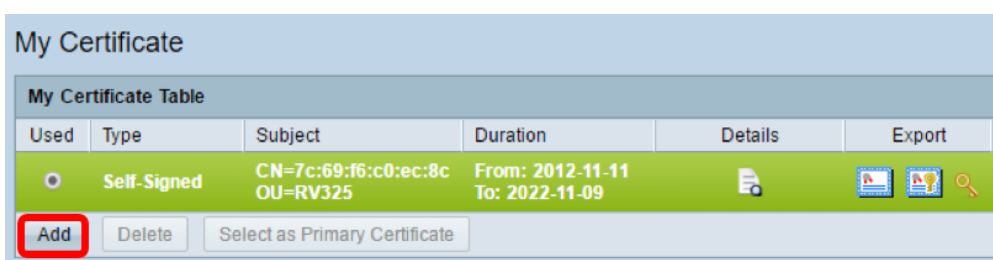 My Certificate
My Certificate Table
Used Type Subject Duration Details Export
Self-Signed CN=7c:69:f6:c0:ec:8c From: 2012-11-11
OU=RV325 To: 2022-11-09
Add Delete Select as Primary Certificate